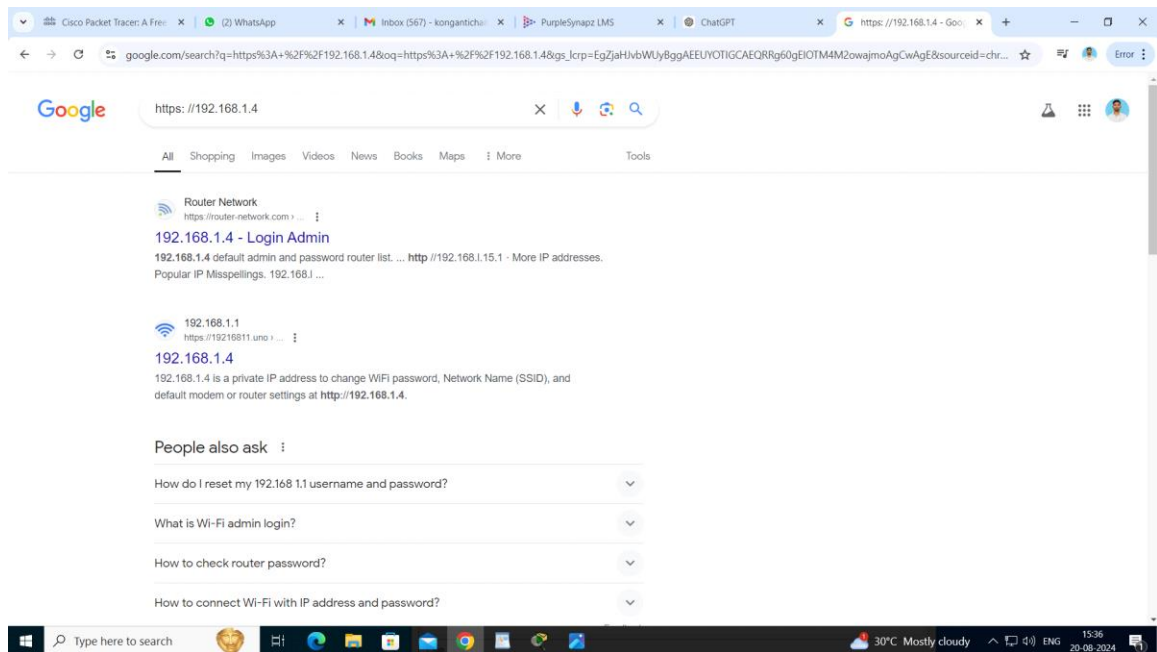 Cisco Packet Tracer: A Free
(2) WhatsApp
Inbox (567) - kongantichai
PurpleSynapz LMS
ChatGPT
https: //192.168.1.4 - Goo
google.com/search?q=https%3A+%2F%2F192.168.1.4&oq=https%3A+%2F%2F192.168.1.4&gs_lcrp=EgZjaHJvbWUyBggAEEUYOTIGCAEQRRg60gEIOTM4M2owajmoAgCwAgE&sourceid=chr...
Error
Google
https: //192.168.1.4
All Shopping Images Videos News Books Maps More Tools
Router Network
https://router-network.com › ...
192.168.1.4 - Login Admin
192.168.1.4 default admin and password router list. ... http //192.168.l.15.1 - More IP addresses.
Popular IP Misspellings. 192.168.l ...
192.168.1.1
https://19216811.uno › ...
192.168.1.4
192.168.1.4 is a private IP address to change WiFi password, Network Name (SSID), and
default modem or router settings at http://192.168.1.4.
People also ask
How do I reset my 192.168 1.1 username and password?
What is Wi-Fi admin login?
How to check router password?
How to connect Wi-Fi with IP address and password?
Type here to search
30°C Mostly cloudy
ENG
15:36
20-08-2024